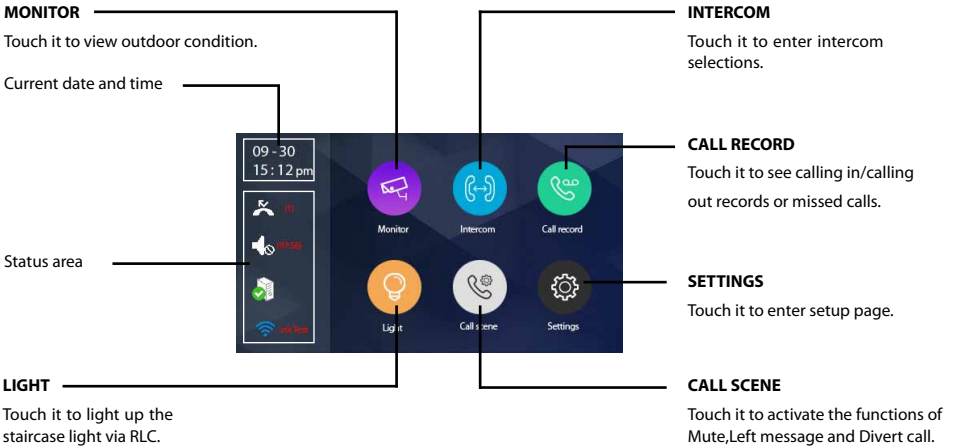 MONITOR
Touch it to view outdoor condition.
Current date and time
INTERCOM
Touch it to enter intercom
selections.
09 - 30
15 : 12 pm
(1)
Monitor
Intercom
Call record
CALL RECORD
Touch it to see calling in/calling
out records or missed calls.
Status area
Light
Call scene
Settings
SETTINGS
Touch it to enter setup page.
LIGHT
Touch it to light up the
staircase light via RLC.
CALL SCENE
Touch it to activate the functions of
Mute,Left message and Divert call.